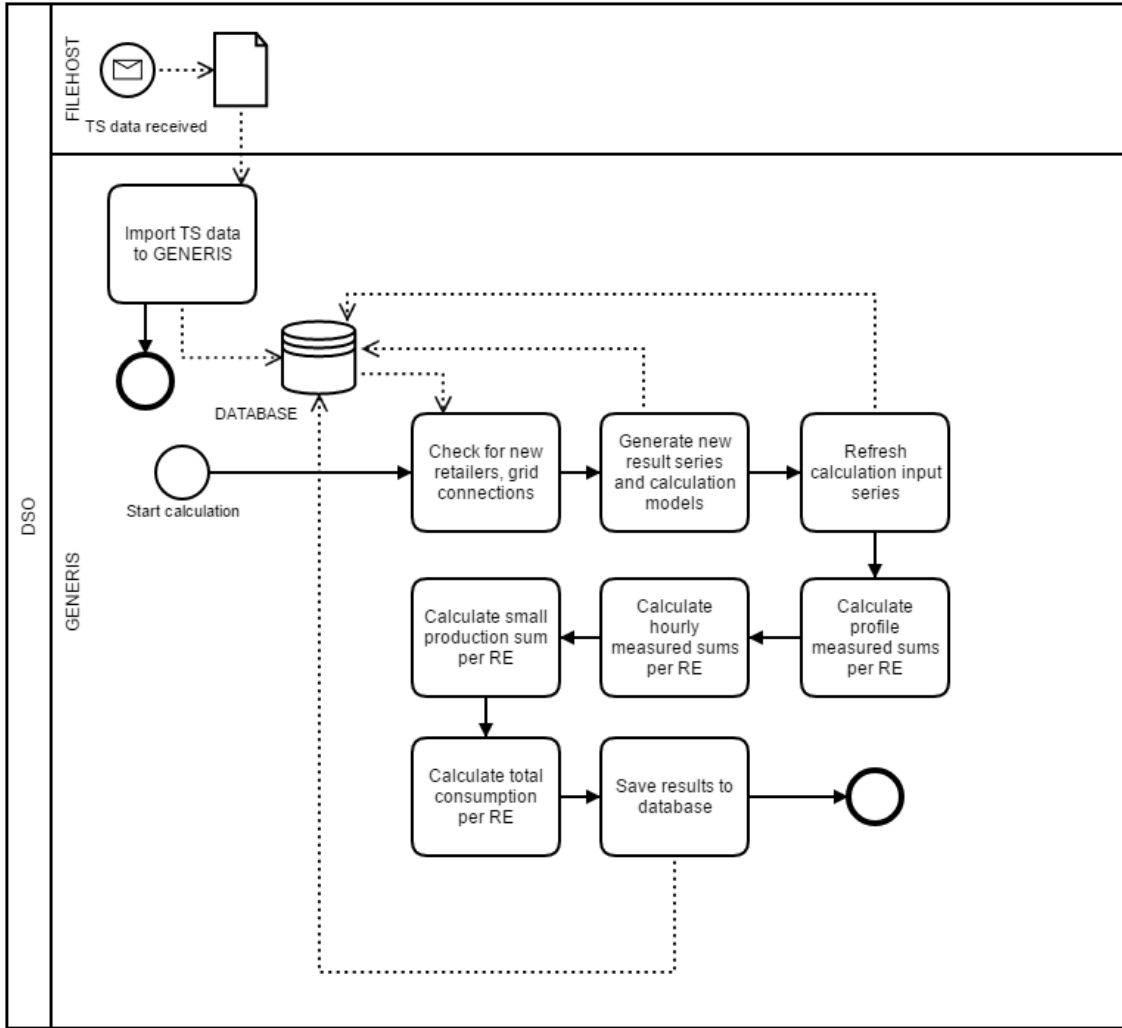 FILEHOST
TS data received
Import TS data
to GENERIS
DATABASE
DSO
GENERIS
Start calculation
Check for new
retailers, grid
connections
Generate new
result series
and calculation
models
Refresh
calculation input
series
Calculate small
production sum
per RE
Calculate
hourly
measured sums
per RE
Calculate
profile
measured sums
per RE
Calculate total
consumption
per RE
Save results to
database